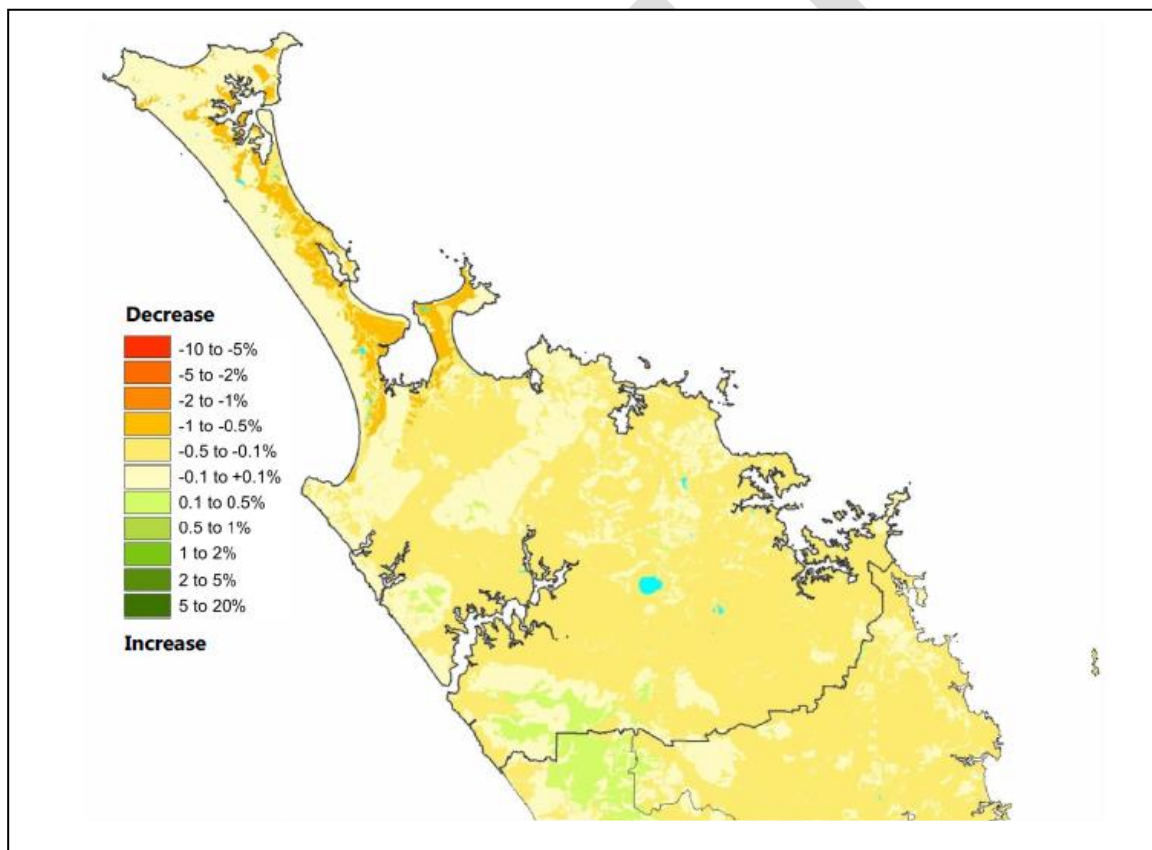 Decrease
-10 to -5%
-5 to -2%
-2 to -1%
-1 to -0.5%
-0.5 to -0.1%
-0.1 to +0.1%
0.1 to 0.5%
0.5 to 1%
1 to 2%
2 to 5%
5 to 20%
Increase